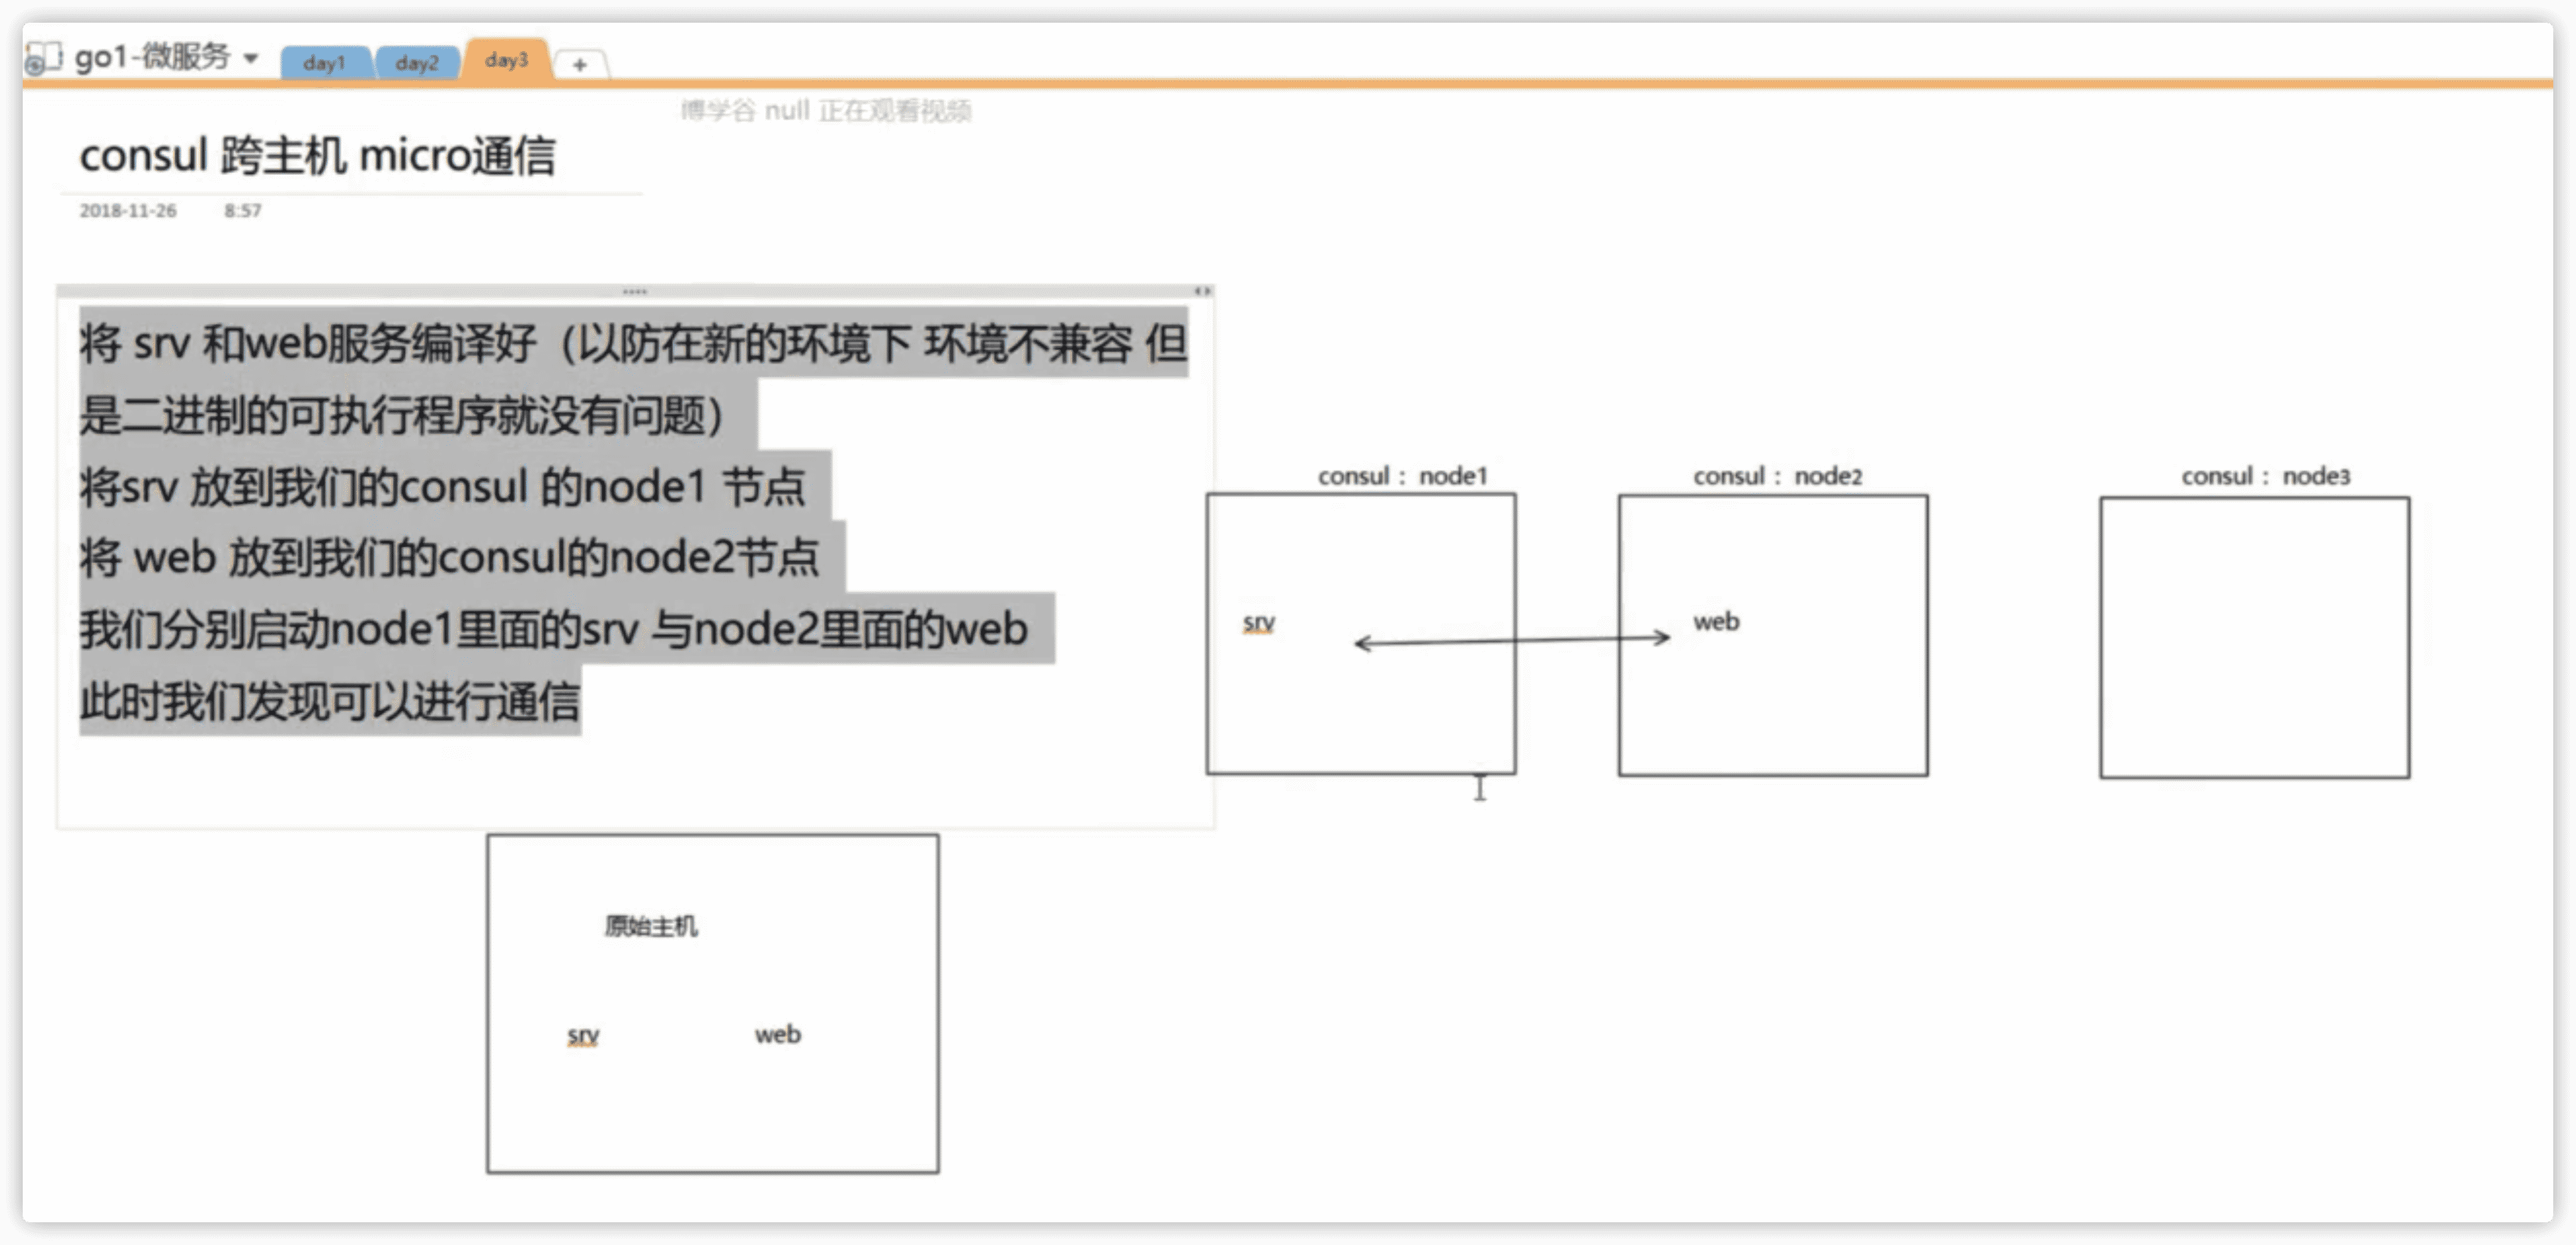 go1-微服务
day1
day2
day3
+
博学谷 null 正在观看视频
consul 跨主机 micro通信
2018-11-26 8:57
将 srv 和web服务编译好（以防在新的环境下 环境不兼容 但
是二进制的可执行程序就没有问题）
将srv 放到我们的consul 的node1 节点
将 web 放到我们的consul的node2节点
我们分别启动node1里面的srv 与node2里面的web
此时我们发现可以进行通信
consul： node1
consul： node2
consul： node3
srv
web
原始主机
srv
web